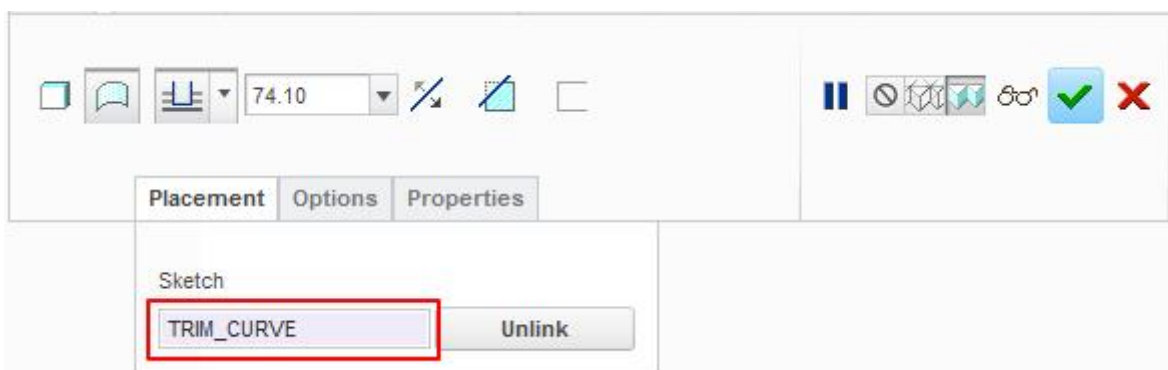 74.10
Placement Options Properties
Sketch
TRIM_CURVE Unlink